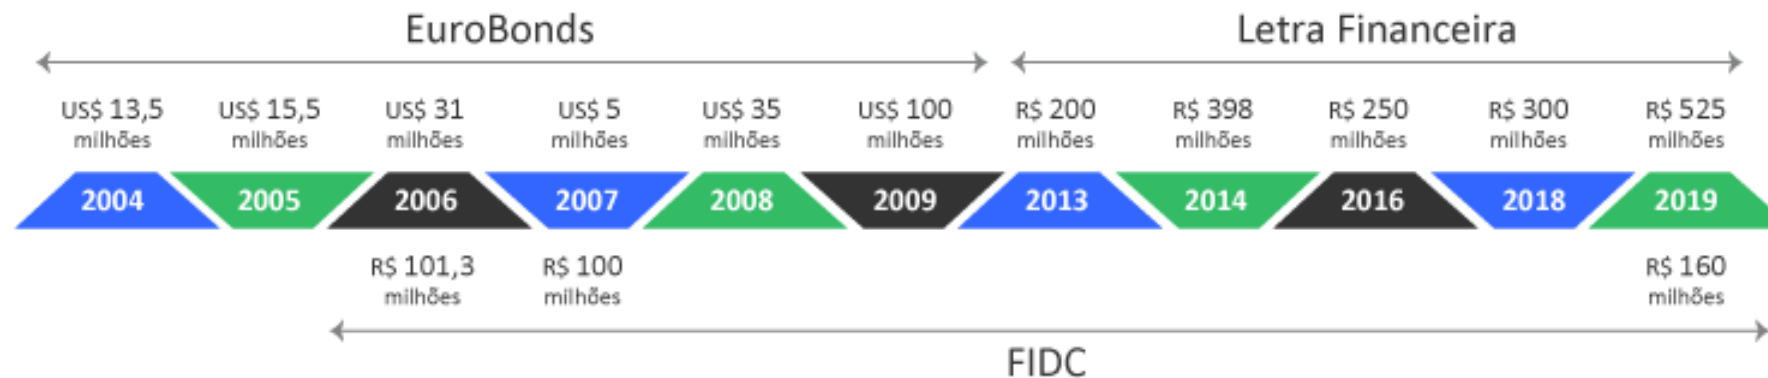 EuroBonds
Letra Financeira
US$ 13,5 milhões
US$ 15,5 milhões
US$ 31 milhões
US$ 5 milhões
US$ 35 milhões
US$ 100 milhões
R$ 200 milhões
R$ 398 milhões
R$ 250 milhões
R$ 300 milhões
R$ 525 milhões
2004
2005
2006
2007
2008
2009
2013
2014
2016
2018
2019
R$ 101,3 milhões
R$ 100 milhões
R$ 160 milhões
FIDC